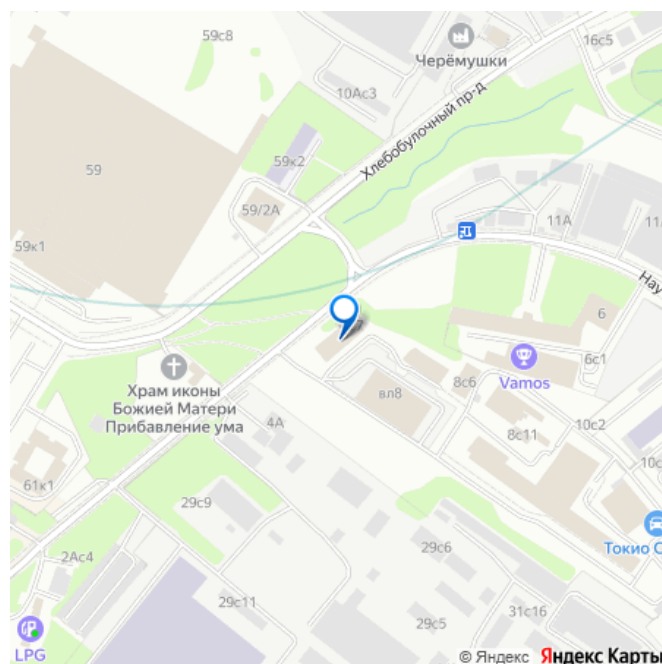 59с8
16с5
Черёмушки
10Ас3
Хлебобулочный пр-д
59к2
59
59/2А
11А
11А
59к1
Нау
6
6с1
Vamos
8с6
вл8
Храм иконы
Божией Матери
Прибавление ума
4А
10с2
8с11
10с
61к1
29с9
Токио С
29с6
2Ас4
29с11
31с16
29с5
LPG
© Яндекс Яндекс Карты